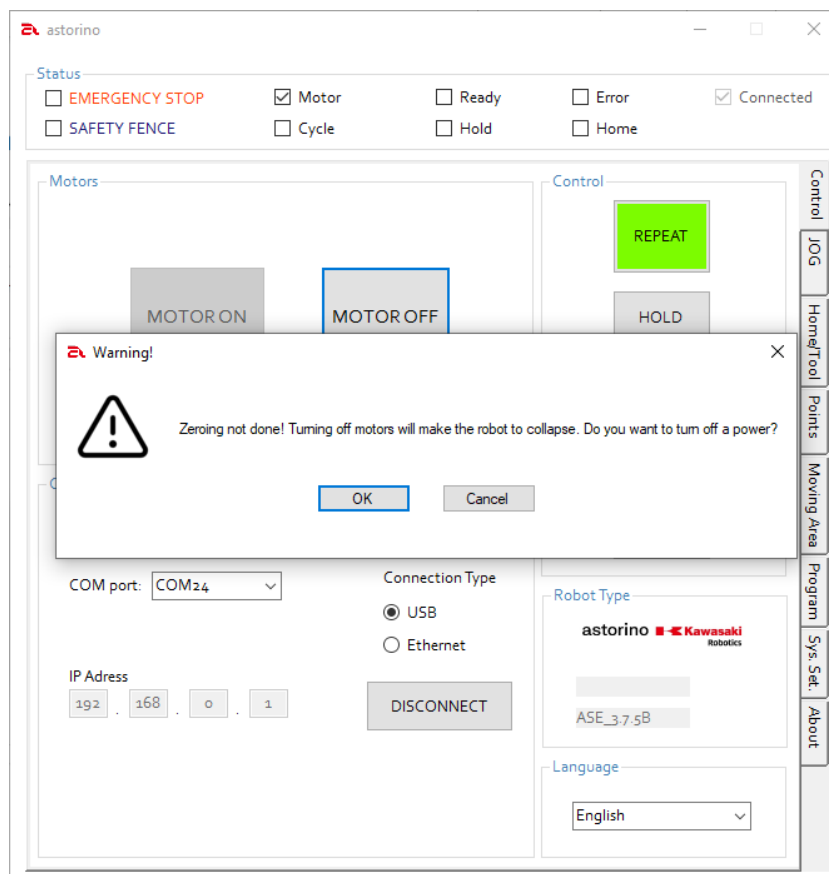 astorino
Status
EMERGENCY STOP
Motor
Ready
Error
Connected
SAFETY FENCE
Cycle
Hold
Home
Motors
MOTOR ON
MOTOR OFF
Control
REPEAT
HOLD
Control
JOG
Home/Tool
Points
Moving Area
Program
Sys. Set.
About
Warning!
Zeroing not done! Turning off motors will make the robot to collapse. Do you want to turn off a power?
OK
Cancel
COM port:
COM24
Connection Type
USB
Ethernet
IP Adress
192 . 168 . 0 . 1
DISCONNECT
Robot Type
astorino Kawasaki
Robotics
ASE_3.7.5B
Language
English